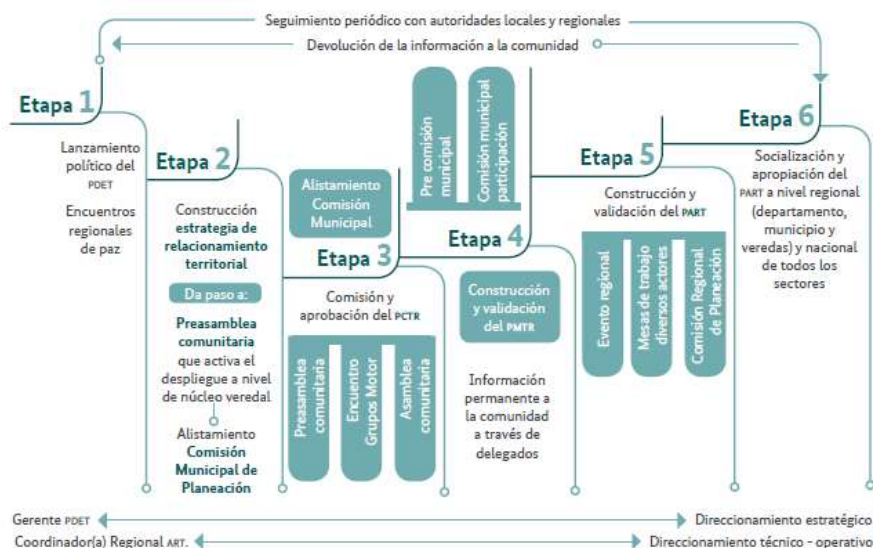 Seguimiento periódico con autoridades locales y regionales
Devolución de la información a la comunidad
Etapa 1
Lanzamiento
político del
PDET
Encuentros
regionales
de paz
Etapa 2
Construcción
estrategia de
relacionamiento
territorial
Da paso a:
Preasamblea
comunitaria
que activa el
despliegue a nivel
de núcleo veredal
Alistamiento
Comisión
Municipal de
Planeación
Alistamiento
Comisión
Municipal
Etapa 3
Comisión y
aprobación del PCTR
Preasamblea
comunitaria
Encuentro
Grupos Motor
Asamblea
comunitaria
Pre comisión
municipal
Comisión municipal
participación
Etapa 4
Construcción
y validación
del PMTR
Información
permanente a
la comunidad
a través de
delegados
Etapa 5
Construcción y
validación del PART
Evento regional
Mesas de trabajo
diversos actores
Comisión Regional
de Planeación
Etapa 6
Socialización y
apropiación del
PART a nivel regional
(departamento,
municipio y
veredas) y nacional
de todos los
sectores
Gerente PDET
Direccionamiento estratégico
Coordinador(a) Regional ART.
Direccionamiento técnico - operativo